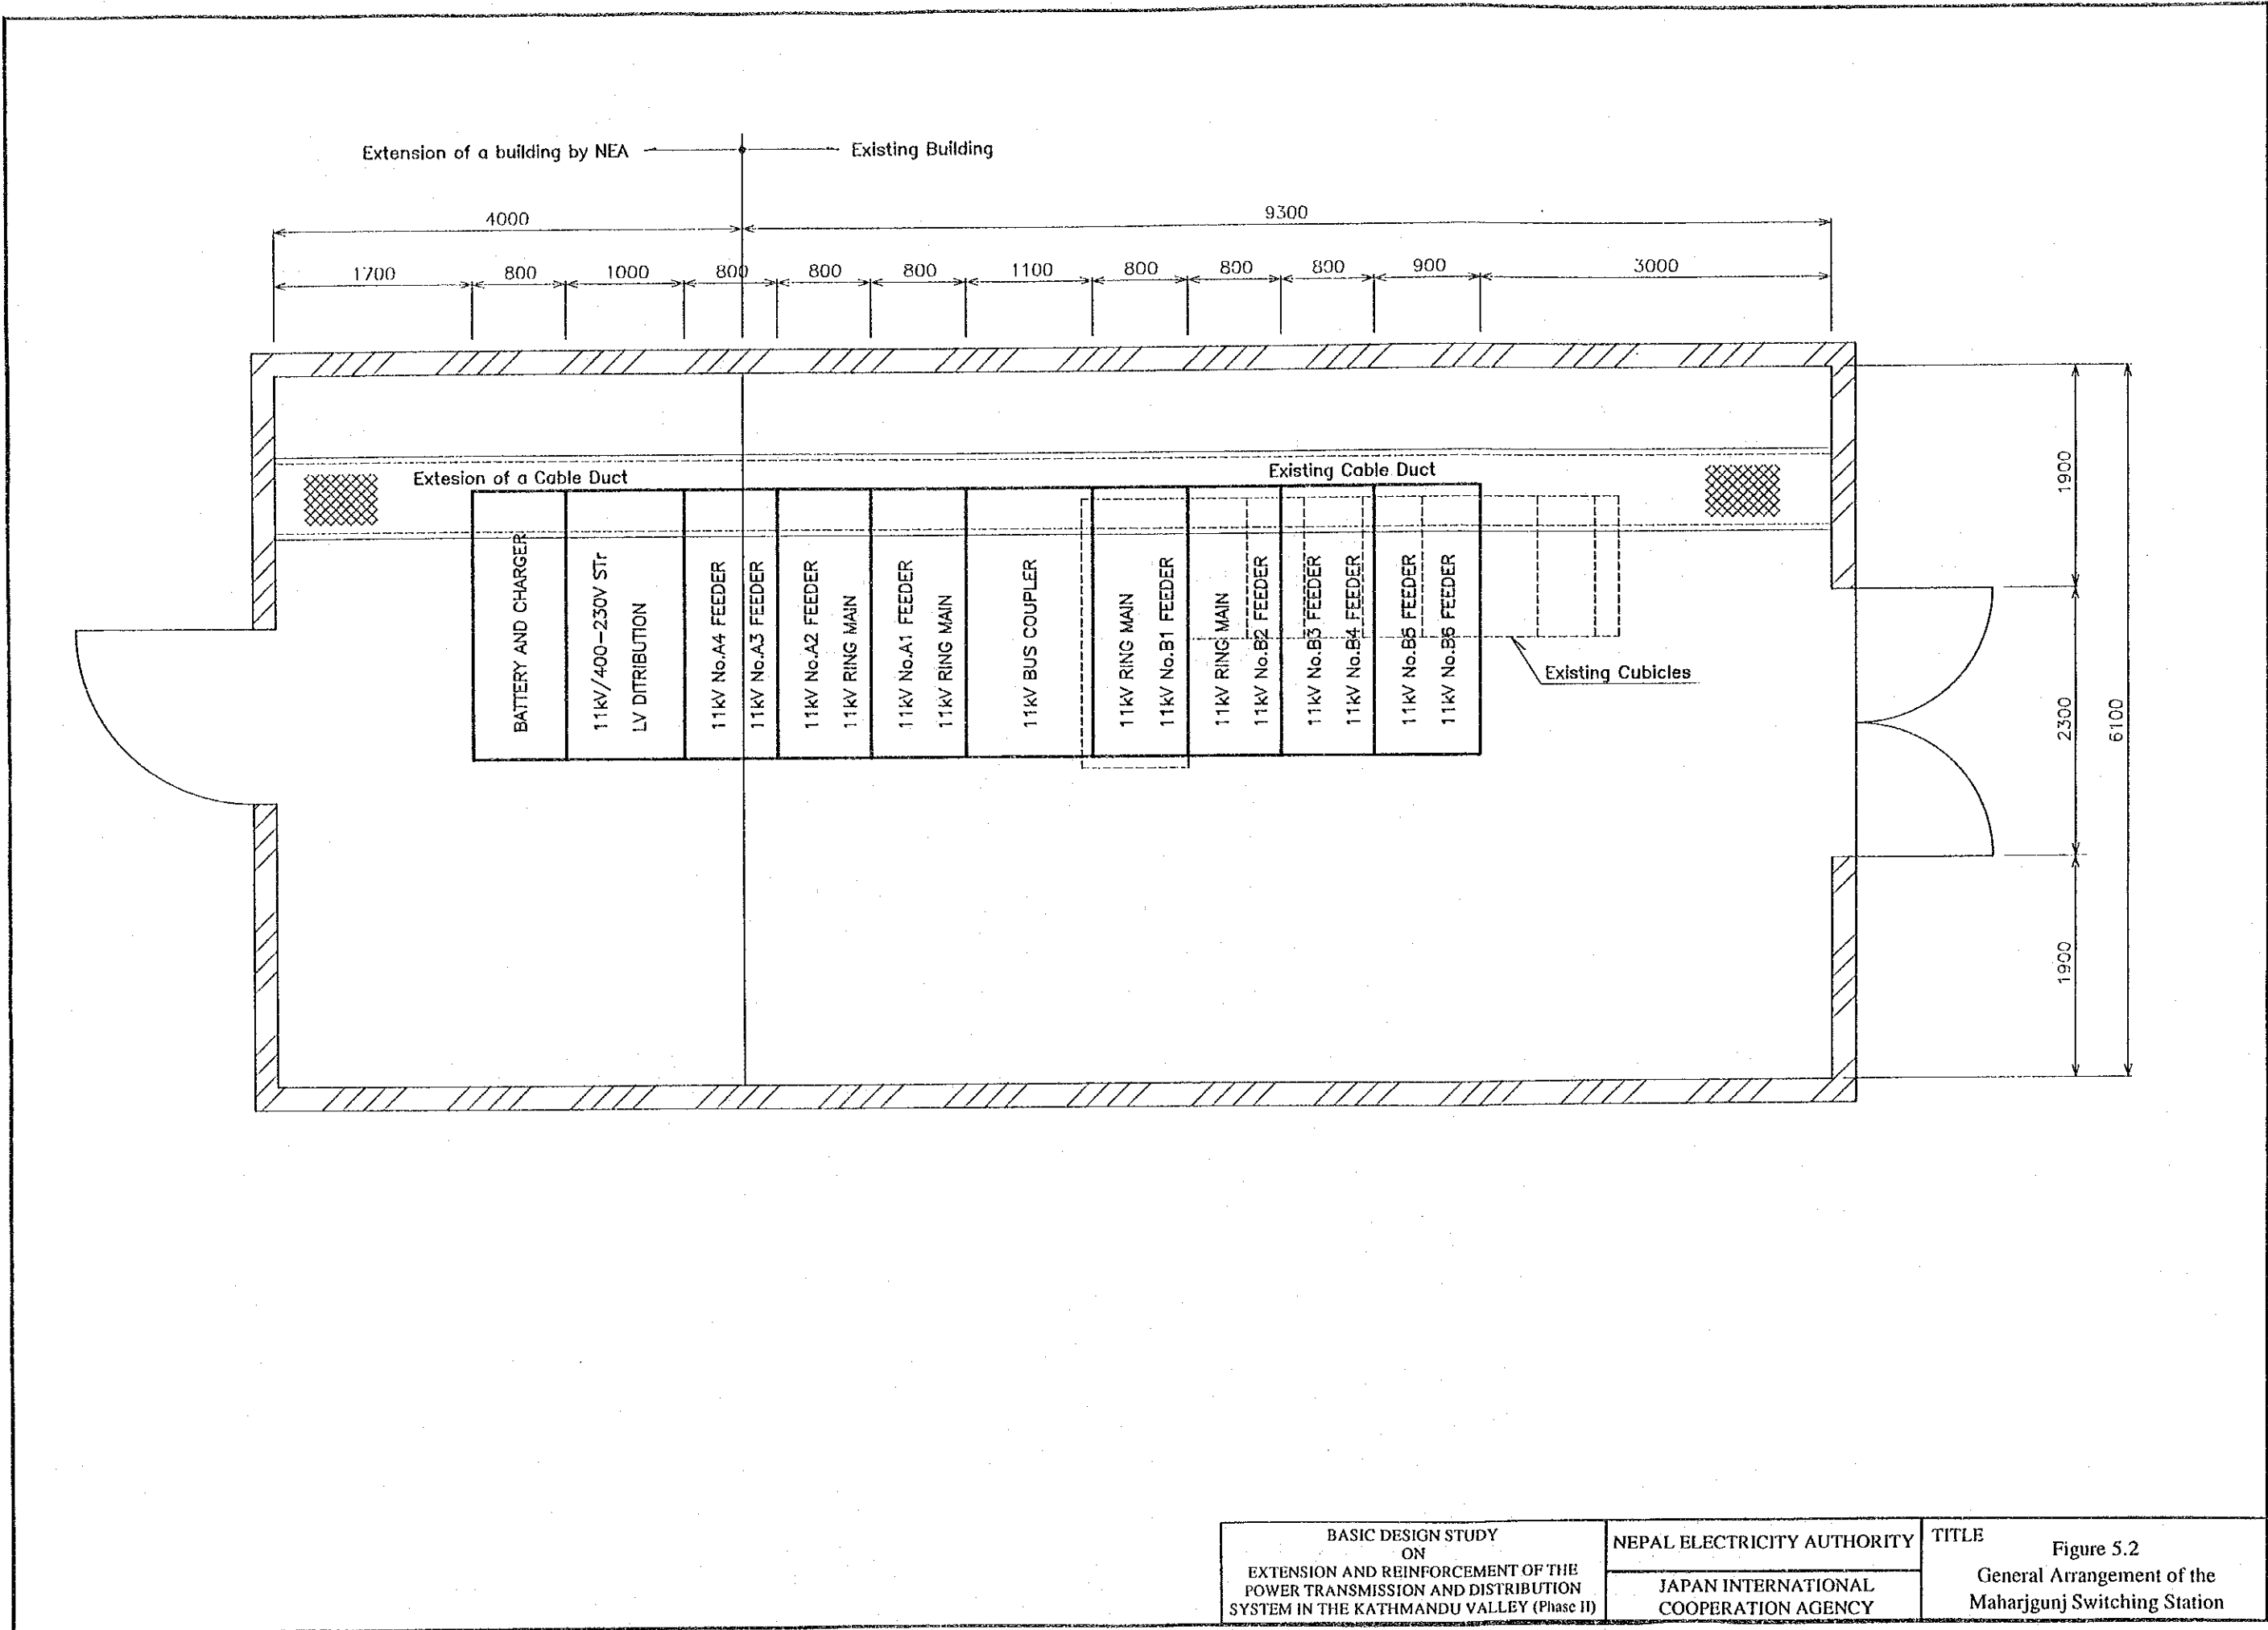 Extension of a building by NEA
Existing Building
4000
9300
1700
800
1000
800
800
800
1100
800
800
800
900
3000
Extesion of a Cable Duct
Existing Cable Duct
BATTERY AND CHARGER
11kV/400-230V STr
LV DITRIBUTION
11kV No.A4 FEEDER
11kV No.A3 FEEDER
11kV No.A2 FEEDER
11kV RING MAIN
11kV No.A1 FEEDER
11kV RING MAIN
11kV BUS COUPLER
11kV RING MAIN
11kV No.B1 FEEDER
11kV RING MAIN
11kV No.B2 FEEDER
11kV No.B3 FEEDER
11kV No.B4 FEEDER
11kV No.B5 FEEDER
11kV No.B6 FEEDER
Existing Cubicles
1900
2300
6100
1900
BASIC DESIGN STUDY
ON
EXTENSION AND REINFORCEMENT OF THE
POWER TRANSMISSION AND DISTRIBUTION
SYSTEM IN THE KATHMANDU VALLEY (Phase II)
NEPAL ELECTRICITY AUTHORITY
JAPAN INTERNATIONAL
COOPERATION AGENCY
TITLE
Figure 5.2
General Arrangement of the
Maharjgunj Switching Station